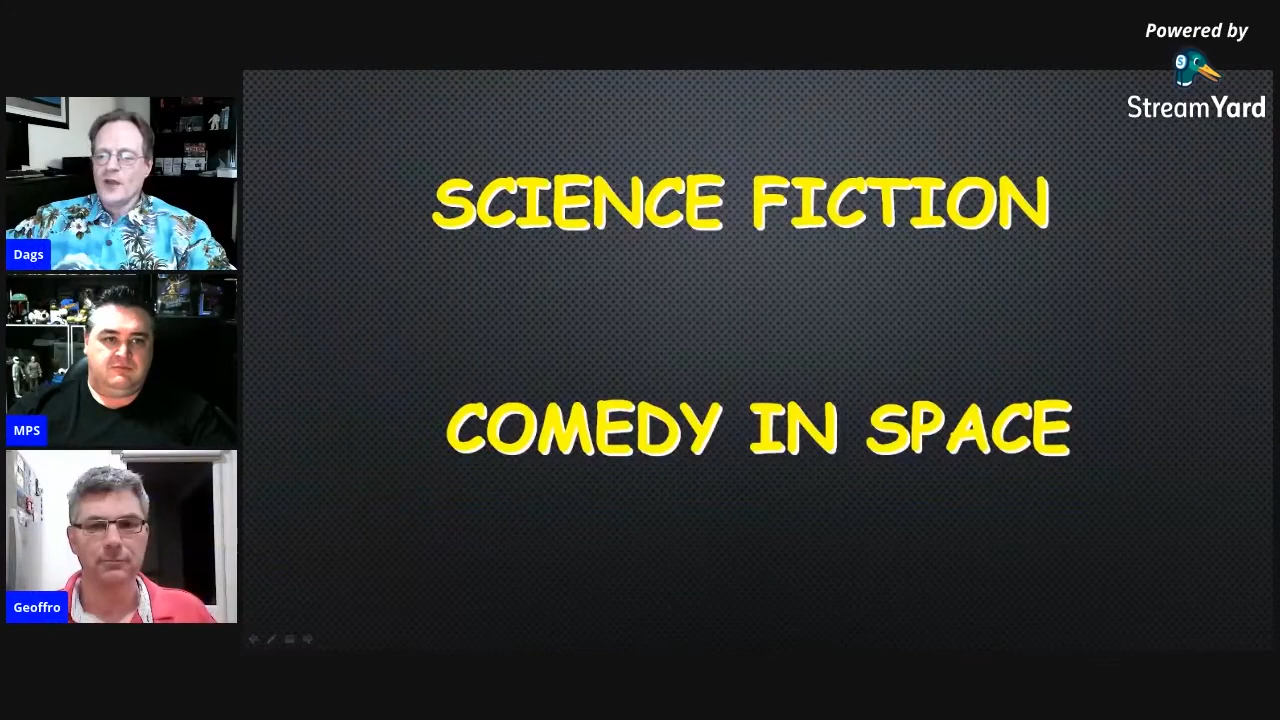 Powered by
StreamYard
SCIENCE FICTION
COMEDY IN SPACE
Dags
MPS
Geoffro